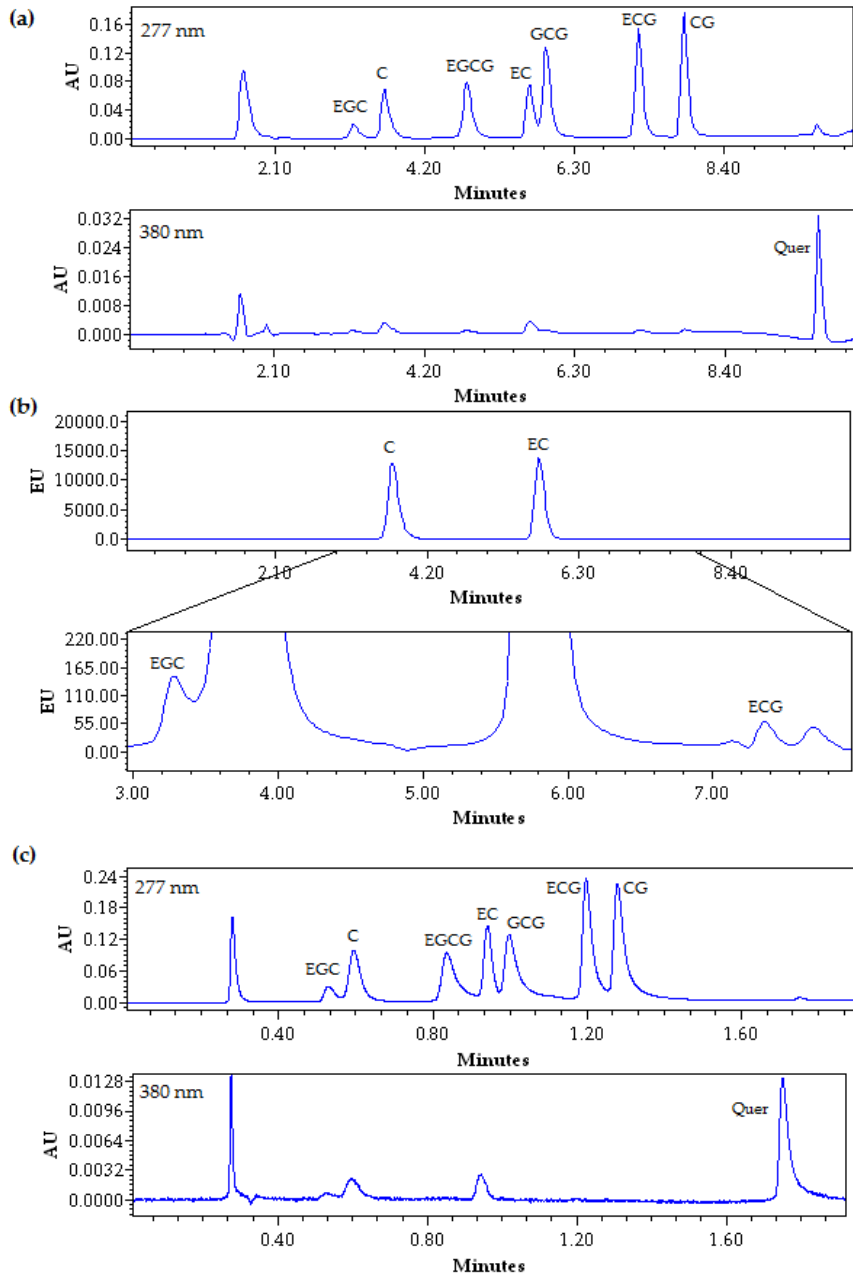 (a)
277 nm
AU
0.16
0.12
0.08
0.04
0.00
EGC
C
EGCG
EC
GCG
ECG
CG
2.10 4.20 6.30 8.40
Minutes
380 nm
AU
0.032
0.024
0.016
0.008
0.000
Quer
2.10 4.20 6.30 8.40
Minutes
(b)
EU
20000.0
15000.0
10000.0
5000.0
0.0
C
EC
2.10 4.20 6.30 8.40
Minutes
EU
220.00
165.00
110.00
55.00
0.00
EGC
ECG
3.00 4.00 5.00 6.00 7.00
Minutes
(c)
277 nm
AU
0.24
0.18
0.12
0.06
0.00
EGC
C
EGCG
EC
GCG
ECG
CG
0.40 0.80 1.20 1.60
Minutes
380 nm
AU
0.0128
0.0096
0.0064
0.0032
0.0000
Quer
0.40 0.80 1.20 1.60
Minutes